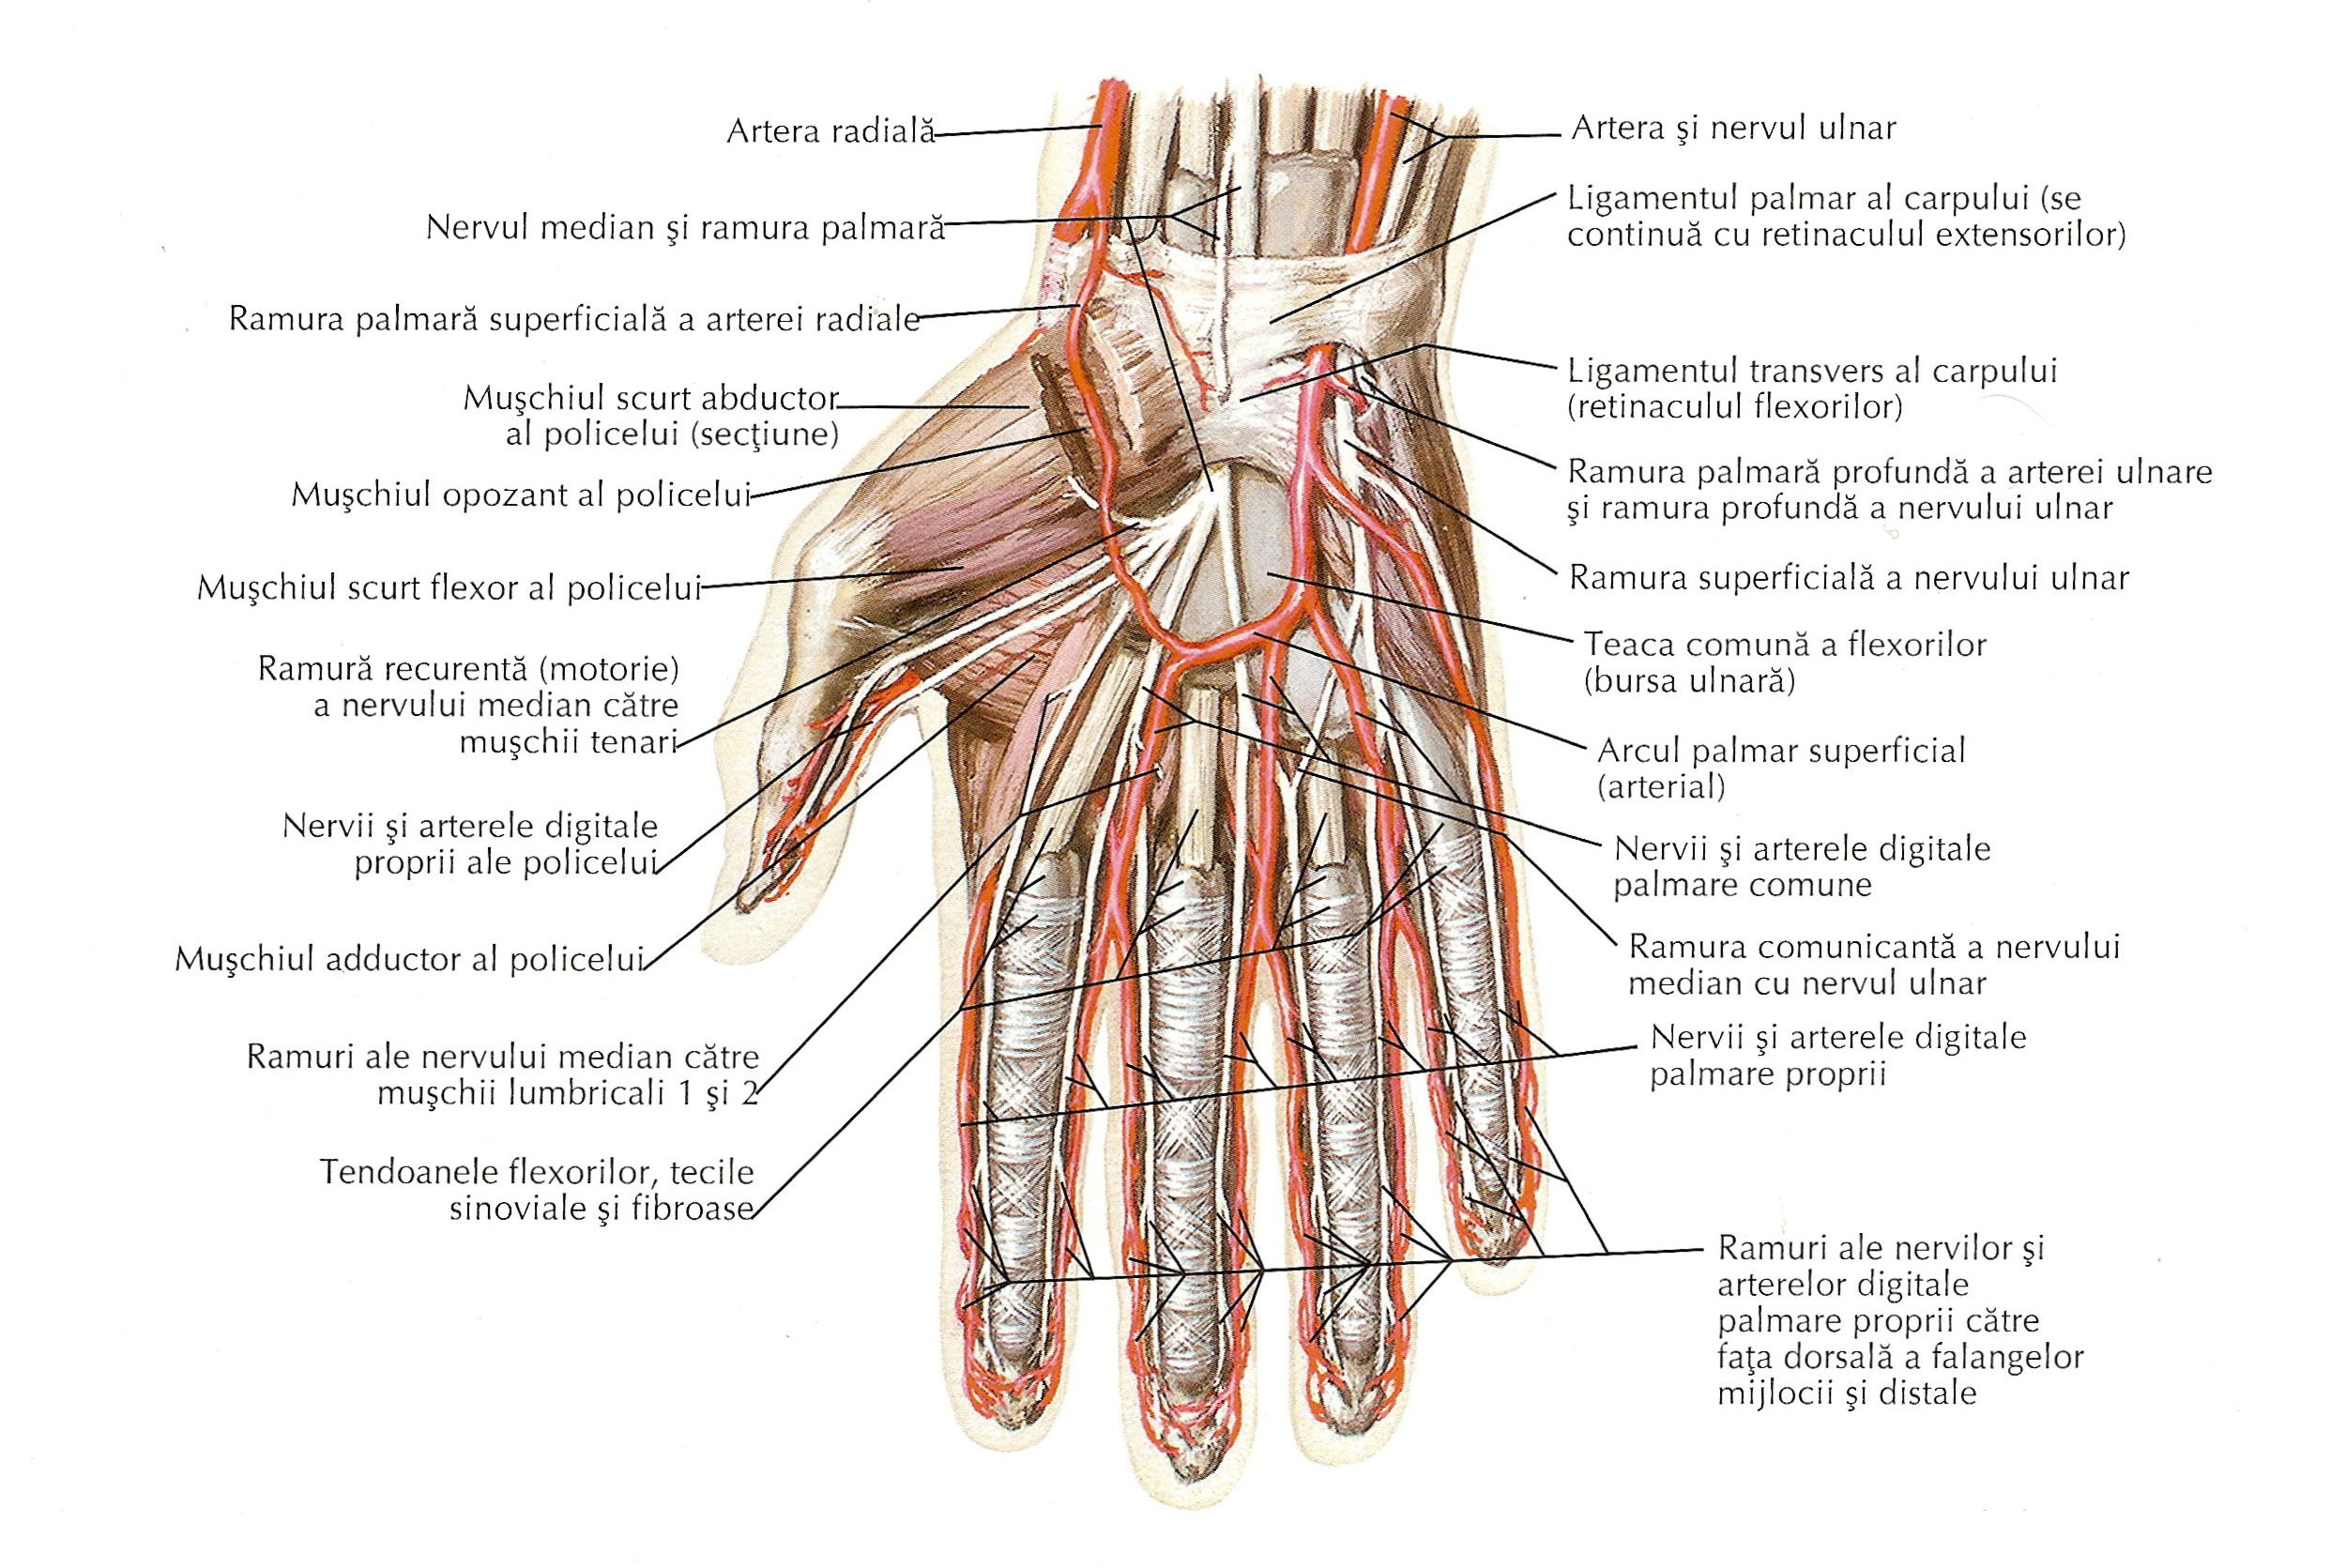 Artera radială
Nervul median şi ramura palmară
Ramura palmară superficială a arterei radiale
Muşchiul scurt abductor
al policelui (secţiune)
Muşchiul opozant al policelui
Muşchiul scurt flexor al policelui
Ramură recurentă (motorie)
a nervului median către
muşchii tenari
Nervii şi arterele digitale
proprii ale policelui
Muşchiul adductor al policelui
Ramuri ale nervului median către
muşchii lumbricali 1 şi 2
Tendoanele flexorilor, tecile
sinoviale şi fibroase
Artera şi nervul ulnar
Ligamentul palmar al carpului (se
continuă cu retinaculul extensorilor)
Ligamentul transvers al carpului
(retinaculul flexorilor)
Ramura palmară profundă a arterei ulnare
şi ramura profundă a nervului ulnar
Ramura superficială a nervului ulnar
Teaca comună a flexorilor
(bursa ulnară)
Arcul palmar superficial
(arterial)
Nervii şi arterele digitale
palmare comune
Ramura comunicantă a nervului
median cu nervul ulnar
Nervii şi arterele digitale
palmare proprii
Ramuri ale nervilor şi
arterelor digitale
palmare proprii către
faţa dorsală a falangelor
mijlocii şi distale